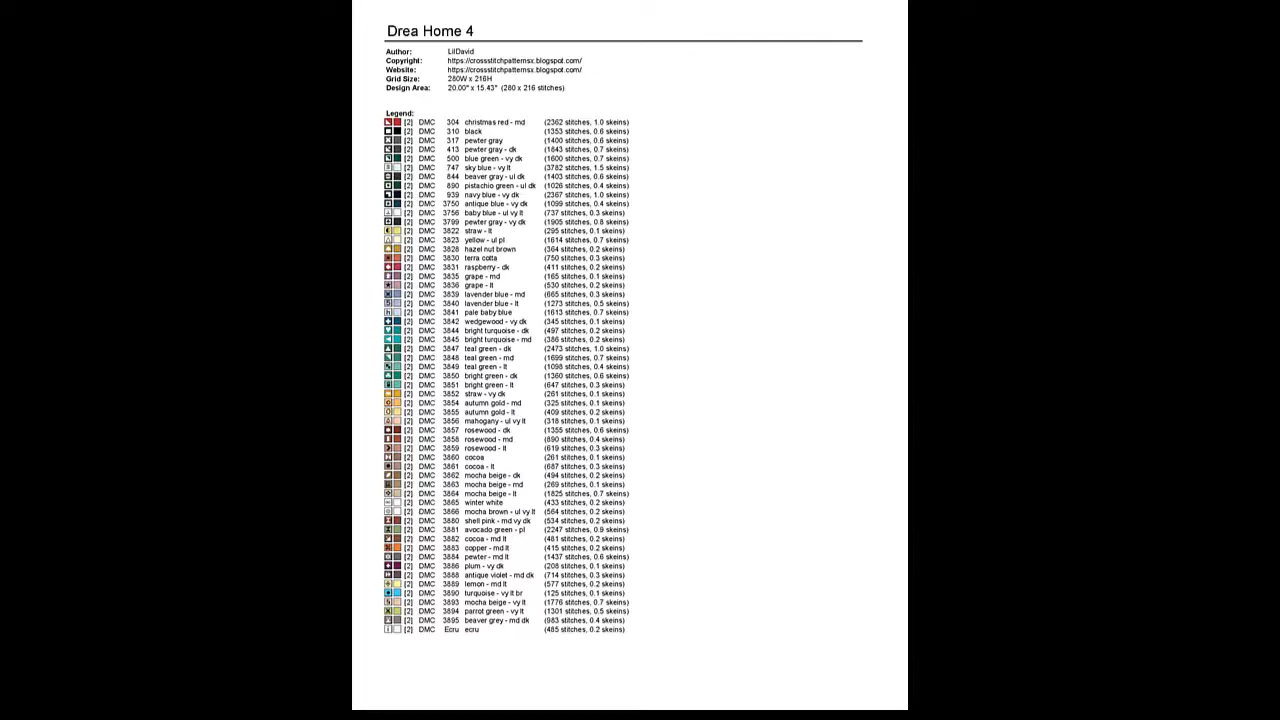 Drea Home 4
Author: LilDavid
Copyright: https://crossstitchpatternsx.blogspot.com/
Website: https://crossstitchpatternsx.blogspot.com/
Grid Size: 280W x 216H
Design Area: 20.00" x 15.43" (280 x 216 stitches)
Legend:
[2] DMC 304 christmas red - md (2362 stitches, 1.0 skeins)
[2] DMC 310 black (1353 stitches, 0.6 skeins)
[2] DMC 317 pewter gray (1400 stitches, 0.6 skeins)
[2] DMC 413 pewter gray - dk (1843 stitches, 0.7 skeins)
[2] DMC 500 blue green - vy dk (1600 stitches, 0.7 skeins)
[2] DMC 747 sky blue - vy lt (3782 stitches, 1.5 skeins)
[2] DMC 844 beaver gray - ul dk (1403 stitches, 0.6 skeins)
[2] DMC 890 pistachio green - ul dk (1026 stitches, 0.4 skeins)
[2] DMC 939 navy blue - vy dk (2367 stitches, 1.0 skeins)
[2] DMC 3750 antique blue - vy dk (1099 stitches, 0.4 skeins)
[2] DMC 3756 baby blue - ul vy lt (737 stitches, 0.3 skeins)
[2] DMC 3799 pewter gray - vy dk (1905 stitches, 0.8 skeins)
[2] DMC 3822 straw - lt (295 stitches, 0.1 skeins)
[2] DMC 3823 yellow - ul pl (1614 stitches, 0.7 skeins)
[2] DMC 3828 hazel nut brown (364 stitches, 0.2 skeins)
[2] DMC 3830 terra cotta (750 stitches, 0.3 skeins)
[2] DMC 3831 raspberry - dk (411 stitches, 0.2 skeins)
[2] DMC 3835 grape - md (165 stitches, 0.1 skeins)
[2] DMC 3836 grape - lt (530 stitches, 0.2 skeins)
[2] DMC 3839 lavender blue - md (665 stitches, 0.3 skeins)
[2] DMC 3840 lavender blue - lt (1273 stitches, 0.5 skeins)
[2] DMC 3841 pale baby blue (1613 stitches, 0.7 skeins)
[2] DMC 3842 wedgewood - vy dk (345 stitches, 0.1 skeins)
[2] DMC 3844 bright turquoise - dk (497 stitches, 0.2 skeins)
[2] DMC 3845 bright turquoise - md (386 stitches, 0.2 skeins)
[2] DMC 3847 teal green - dk (2473 stitches, 1.0 skeins)
[2] DMC 3848 teal green - md (1699 stitches, 0.7 skeins)
[2] DMC 3849 teal green - lt (1098 stitches, 0.4 skeins)
[2] DMC 3850 bright green - dk (1360 stitches, 0.6 skeins)
[2] DMC 3851 bright green - lt (647 stitches, 0.3 skeins)
[2] DMC 3852 straw - vy dk (261 stitches, 0.1 skeins)
[2] DMC 3854 autumn gold - md (325 stitches, 0.1 skeins)
[2] DMC 3855 autumn gold - lt (409 stitches, 0.2 skeins)
[2] DMC 3856 mahogany - ul vy lt (318 stitches, 0.1 skeins)
[2] DMC 3857 rosewood - dk (1355 stitches, 0.6 skeins)
[2] DMC 3858 rosewood - md (890 stitches, 0.4 skeins)
[2] DMC 3859 rosewood - lt (619 stitches, 0.3 skeins)
[2] DMC 3860 cocoa (261 stitches, 0.1 skeins)
[2] DMC 3861 cocoa - lt (687 stitches, 0.3 skeins)
[2] DMC 3862 mocha beige - dk (494 stitches, 0.2 skeins)
[2] DMC 3863 mocha beige - md (269 stitches, 0.1 skeins)
[2] DMC 3864 mocha beige - lt (1825 stitches, 0.7 skeins)
[2] DMC 3865 winter white (433 stitches, 0.2 skeins)
[2] DMC 3866 mocha brown - ul vy lt (564 stitches, 0.2 skeins)
[2] DMC 3880 shell pink - md vy dk (534 stitches, 0.2 skeins)
[2] DMC 3881 avocado green - pl (2247 stitches, 0.9 skeins)
[2] DMC 3882 cocoa - md lt (481 stitches, 0.2 skeins)
[2] DMC 3883 copper - md lt (415 stitches, 0.2 skeins)
[2] DMC 3884 pewter - md lt (1437 stitches, 0.6 skeins)
[2] DMC 3886 plum - vy dk (208 stitches, 0.1 skeins)
[2] DMC 3888 antique violet - md dk (714 stitches, 0.3 skeins)
[2] DMC 3889 lemon - md lt (577 stitches, 0.2 skeins)
[2] DMC 3890 turquoise - vy lt br (125 stitches, 0.1 skeins)
[2] DMC 3893 mocha beige - vy lt (1776 stitches, 0.7 skeins)
[2] DMC 3894 parrot green - vy lt (1301 stitches, 0.5 skeins)
[2] DMC 3895 beaver grey - md dk (983 stitches, 0.4 skeins)
[2] DMC Ecru ecru (485 stitches, 0.2 skeins)